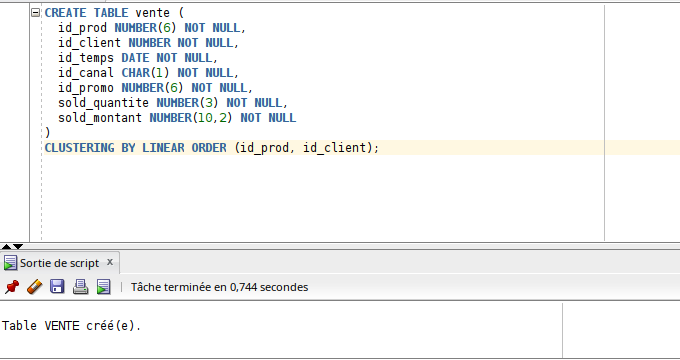 CREATE TABLE vente (
id_prod NUMBER(6) NOT NULL,
id_client NUMBER NOT NULL,
id_temps DATE NOT NULL,
id_canal CHAR(1) NOT NULL,
id_promo NUMBER(6) NOT NULL,
sold_quantite NUMBER(3) NOT NULL,
sold_montant NUMBER(10,2) NOT NULL
)
CLUSTERING BY LINEAR ORDER (id_prod, id_client);
Sortie de script x
Tâche terminée en 0,744 secondes
Table VENTE créé(e).